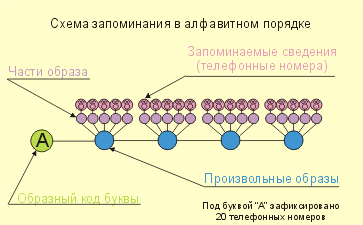 Схема запоминания в алфавитном порядке
Запоминаемые сведения
(телефонные номера)
Части образа
А
Произвольные образы
Образный код буквы
Под буквой "А" зафиксировано
20 телефонных номеров